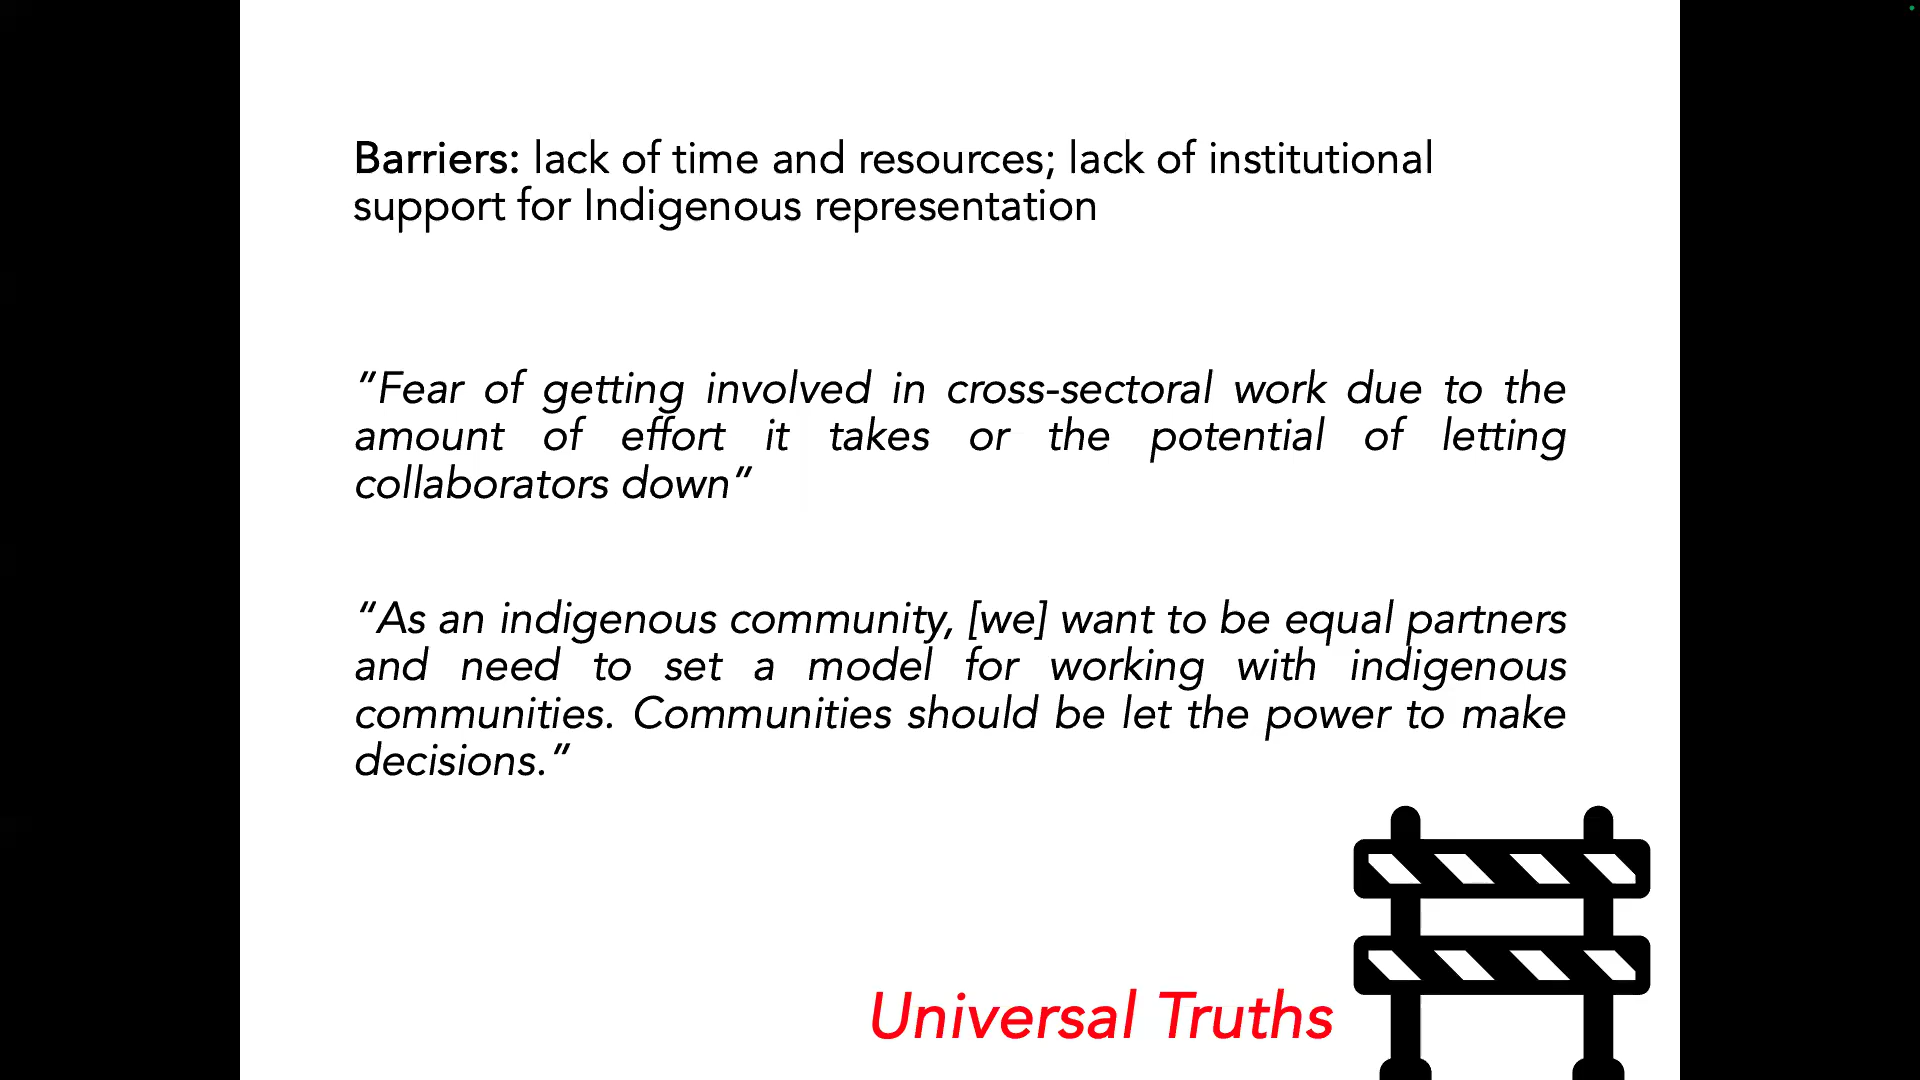 Barriers: lack of time and resources; lack of institutional
support for Indigenous representation
“Fear of getting involved in cross-sectoral work due to the
amount of effort it takes or the potential of letting
collaborators down”
“As an indigenous community, [we] want to be equal partners
and need to set a model for working with indigenous
communities. Communities should be let the power to make
decisions.”
Universal Truths